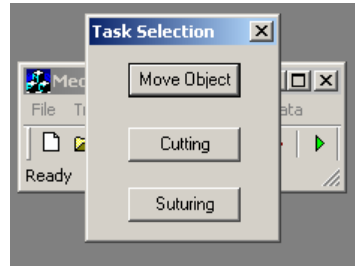 Task Selection
Move Object
File
Cutting
Ready
Suturing